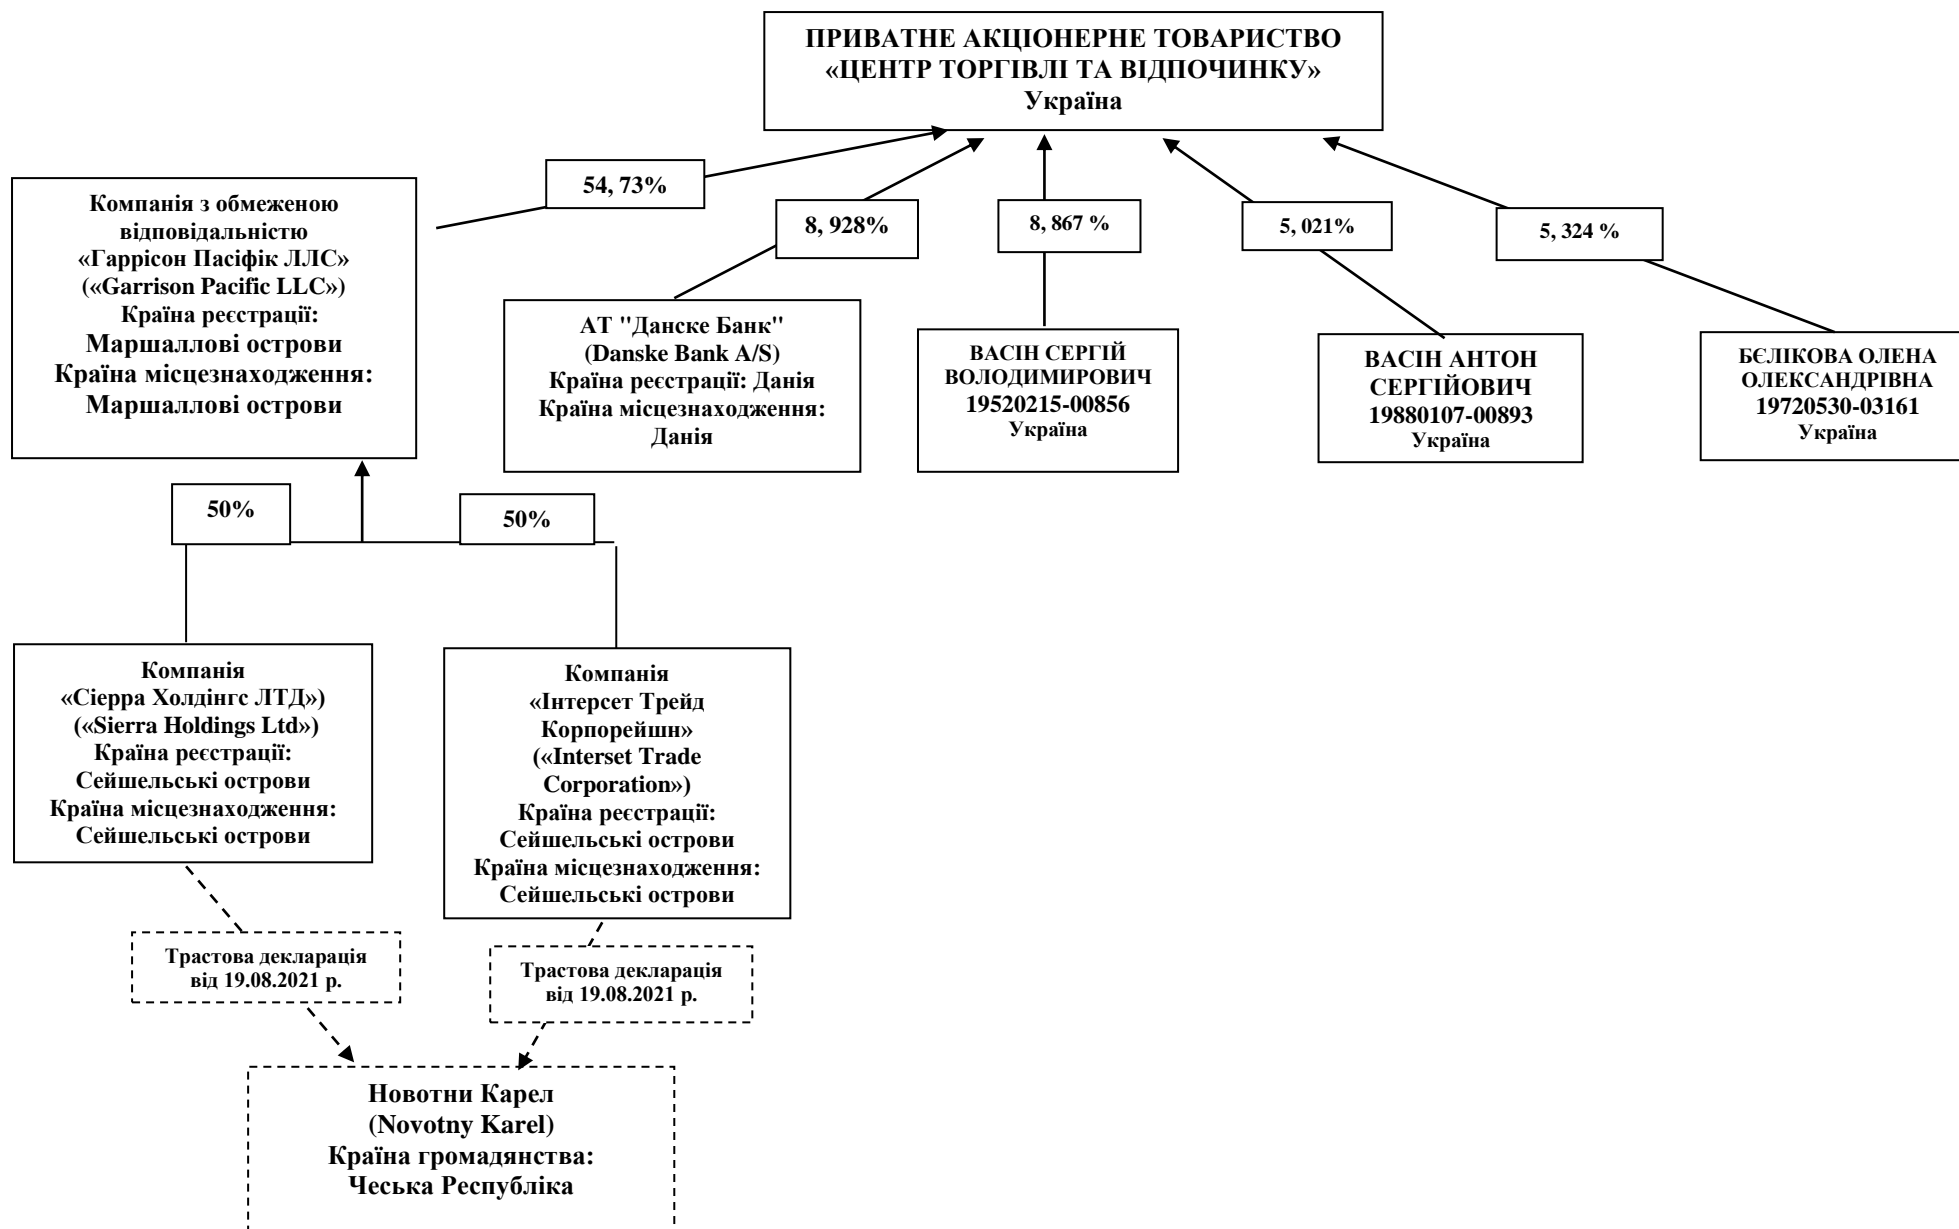 ПРИВАТНЕ АКЦІОНЕРНЕ ТОВАРИСТВО
«ЦЕНТР ТОРГІВЛІ ТА ВІДПОЧИНКУ»
Україна
54, 73%
8, 928%
8, 867 %
5, 021%
5, 324 %
Компанія з обмеженою
відповідальністю
«Гаррісон Пасіфік ЛЛС»
(«Garrison Pacific LLC»)
Країна реєстрації:
Маршаллові острови
Країна місцезнаходження:
Маршаллові острови
АТ "Данске Банк"
(Danske Bank A/S)
Країна реєстрації: Данія
Країна місцезнаходження:
Данія
ВАСІН СЕРГІЙ
ВОЛОДИМИРОВИЧ
19520215-00856
Україна
ВАСІН АНТОН
СЕРГІЙОВИЧ
19880107-00893
Україна
БЄЛІКОВА ОЛЕНА
ОЛЕКСАНДРІВНА
19720530-03161
Україна
50%
50%
Компанія
«Сієрра Холдінгс ЛТД»)
(«Sierra Holdings Ltd»)
Країна реєстрації:
Сейшельські острови
Країна місцезнаходження:
Сейшельські острови
Компанія
«Інтерсет Трейд
Корпорейшн»
(«Interset Trade
Corporation»)
Країна реєстрації:
Сейшельські острови
Країна місцезнаходження:
Сейшельські острови
Трастова декларація
від 19.08.2021 р.
Трастова декларація
від 19.08.2021 р.
Новотни Карел
(Novotny Karel)
Країна громадянства:
Чеська Республіка